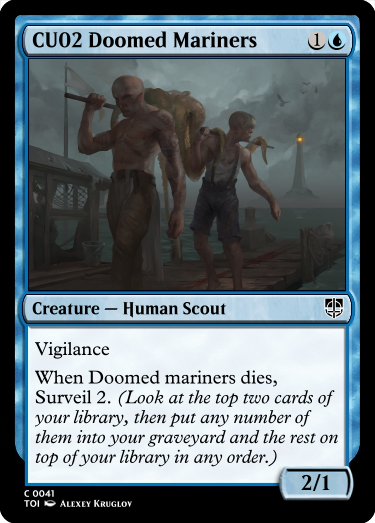 CU02 Doomed Mariners 1
Creature — Human Scout
Vigilance
When Doomed mariners dies,
Surveil 2. (Look at the top two cards of
your library, then put any number of
them into your graveyard and the rest on
top of your library in any order.)
2/1
C 0041
TOI Alexey Kruglov